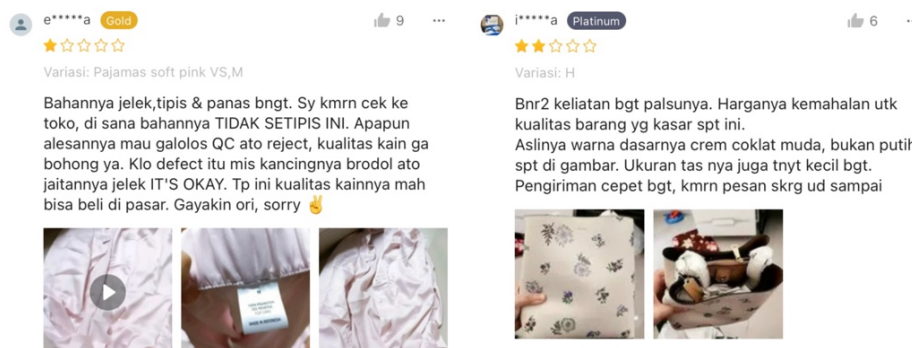 e*****a Gold
9
Variasi: Pajamas soft pink VS,M
Bahannya jelek,tipis & panas bngt. Sy kmrn cek ke
toko, di sana bahannya TIDAK SETIPIS INI. Apapun
alesannya mau galolos QC ato reject, kualitas kain ga
bohong ya. Klo defect itu mis kancingnya brodol ato
jaitannya jelek IT'S OKAY. Tp ini kualitas kainnya mah
bisa beli di pasar. Gayakin ori, sorry ✌️
MADE IN INDONESIA
i*****a Platinum
6
Variasi: H
Bnr2 keliatan bgt palsunya. Harganya kemahalan utk
kualitas barang yg kasar spt ini.
Aslinya warna dasarnya crem coklat muda, bukan putih
spt di gambar. Ukuran tas nya juga tnyt kecil bgt.
Pengiriman cepet bgt, kmrn pesan skrg ud sampai